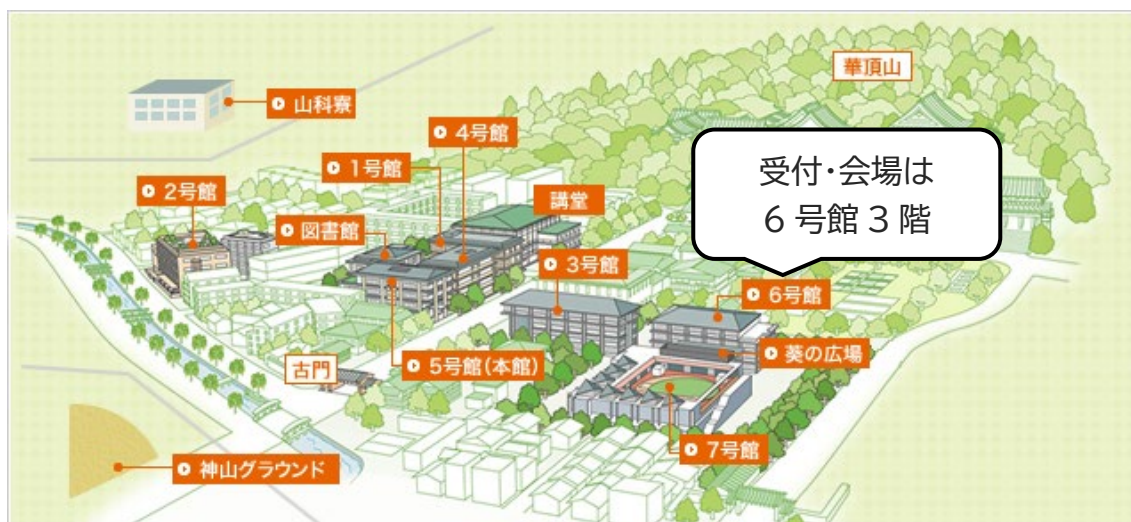 華頂山
山科寮
4号館
1号館
受付・会場は
６号館３階
2号館
講堂
図書館
3号館
6号館
葵の広場
5号館(本館)
古門
7号館
神山グラウンド